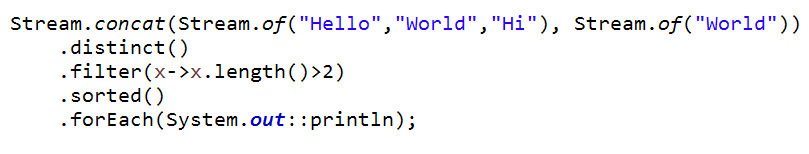 Stream.concat(Stream.of("Hello","World","Hi"), Stream.of("World"))
.distinct()
.filter(x->x.length()>2)
.sorted()
.forEach(System.out::println);